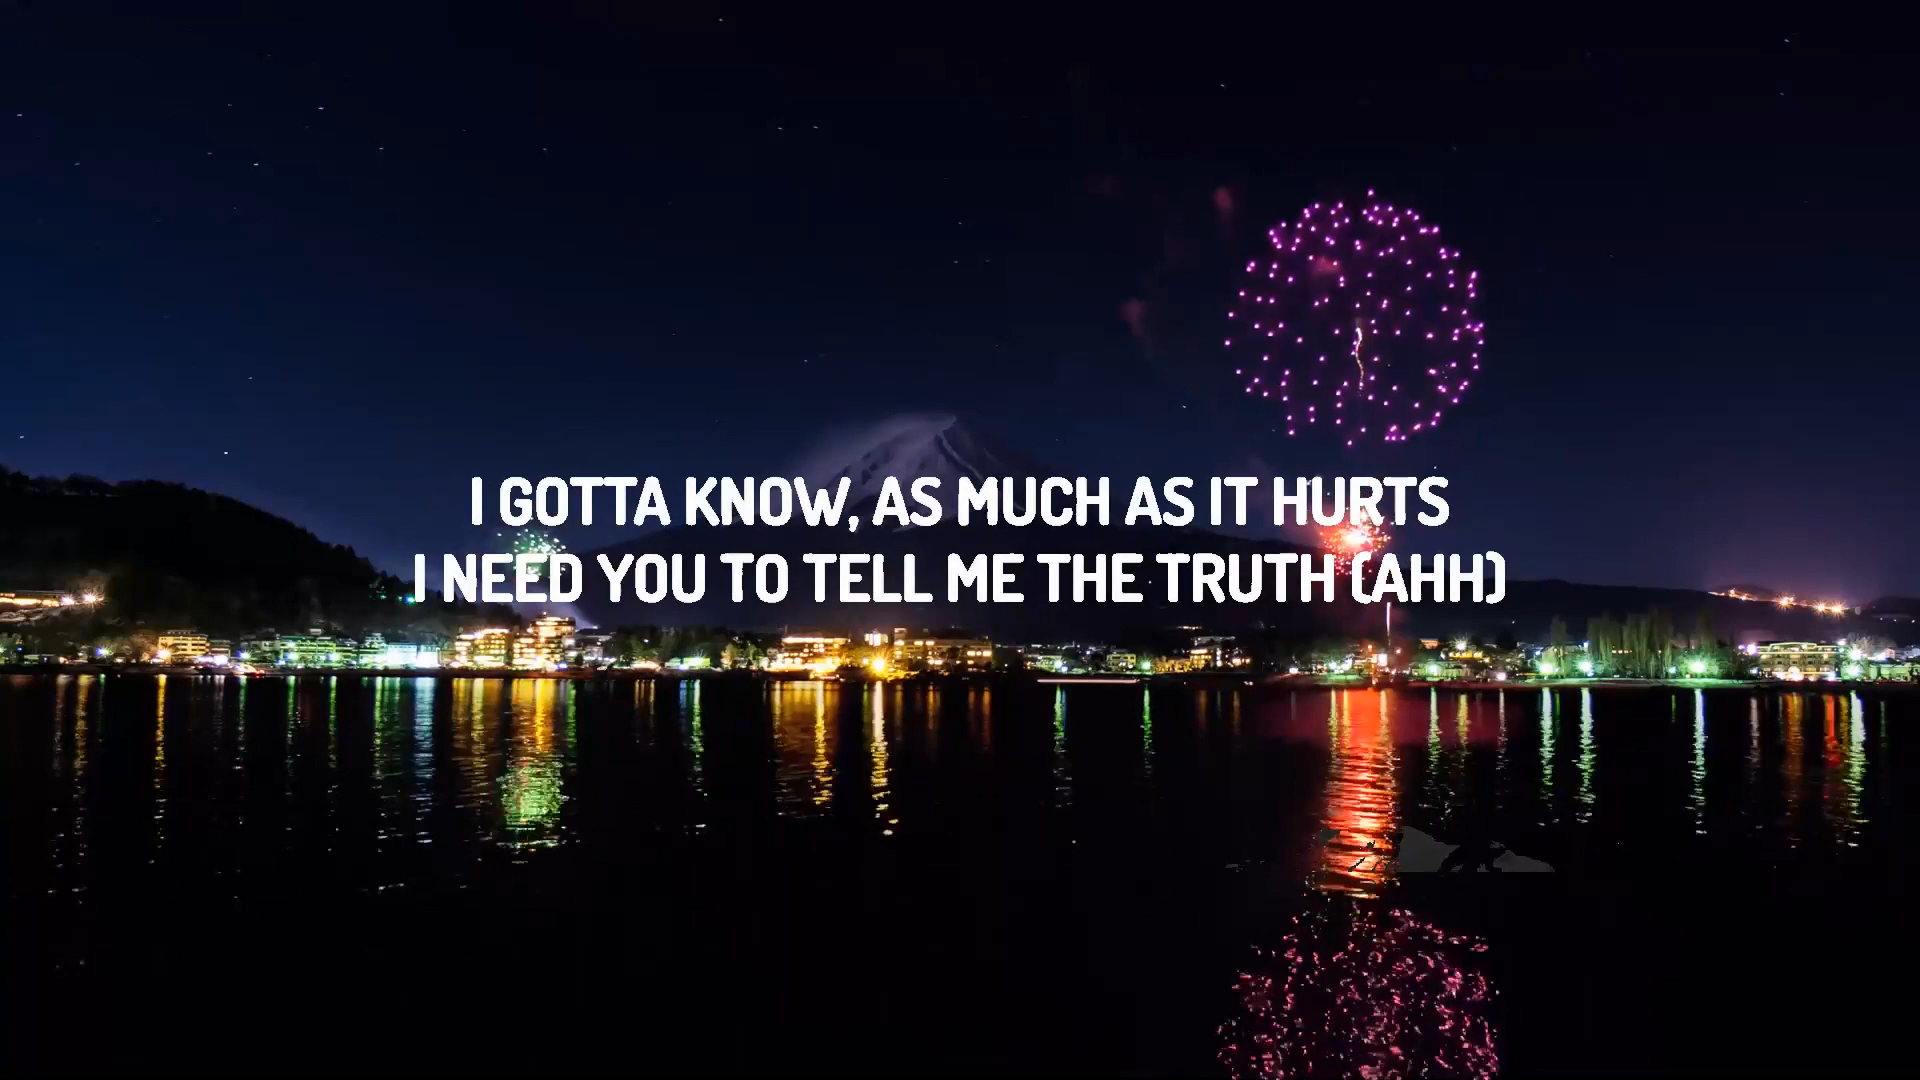 I GOTTA KNOW, AS MUCH AS IT HURTS
I NEED YOU TO TELL ME THE TRUTH (AHH)